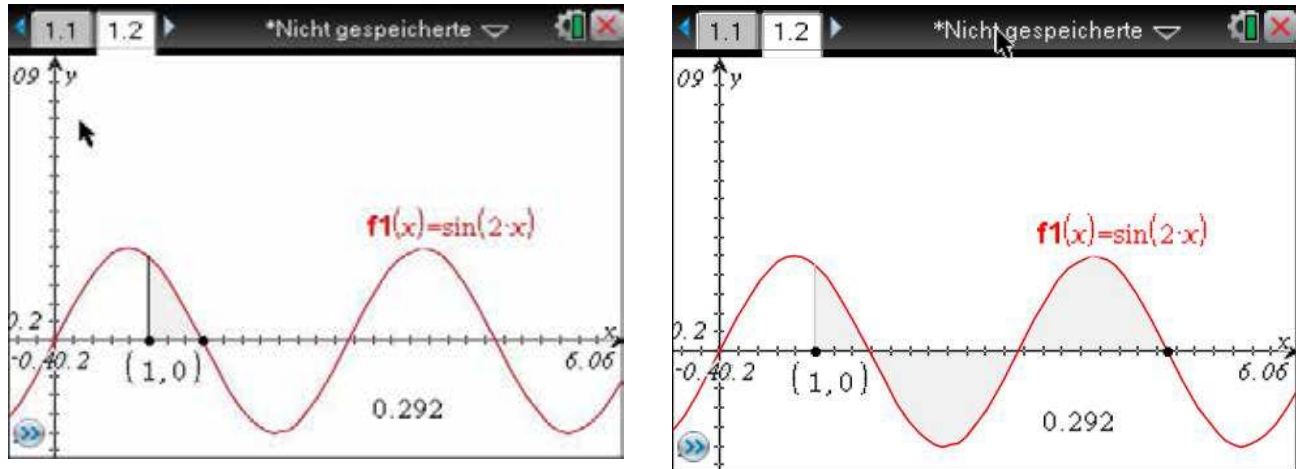 1.1 1.2 *Nicht gespeicherte
09 y
f1(x)=sin(2·x)
0.2 x
-0.4 0.2 6.06
(1,0)
0.292
1.1 1.2 *Nicht gespeicherte
09 y
f1(x)=sin(2·x)
0.2 x
-0.4 0.2 6.06
(1,0)
0.292